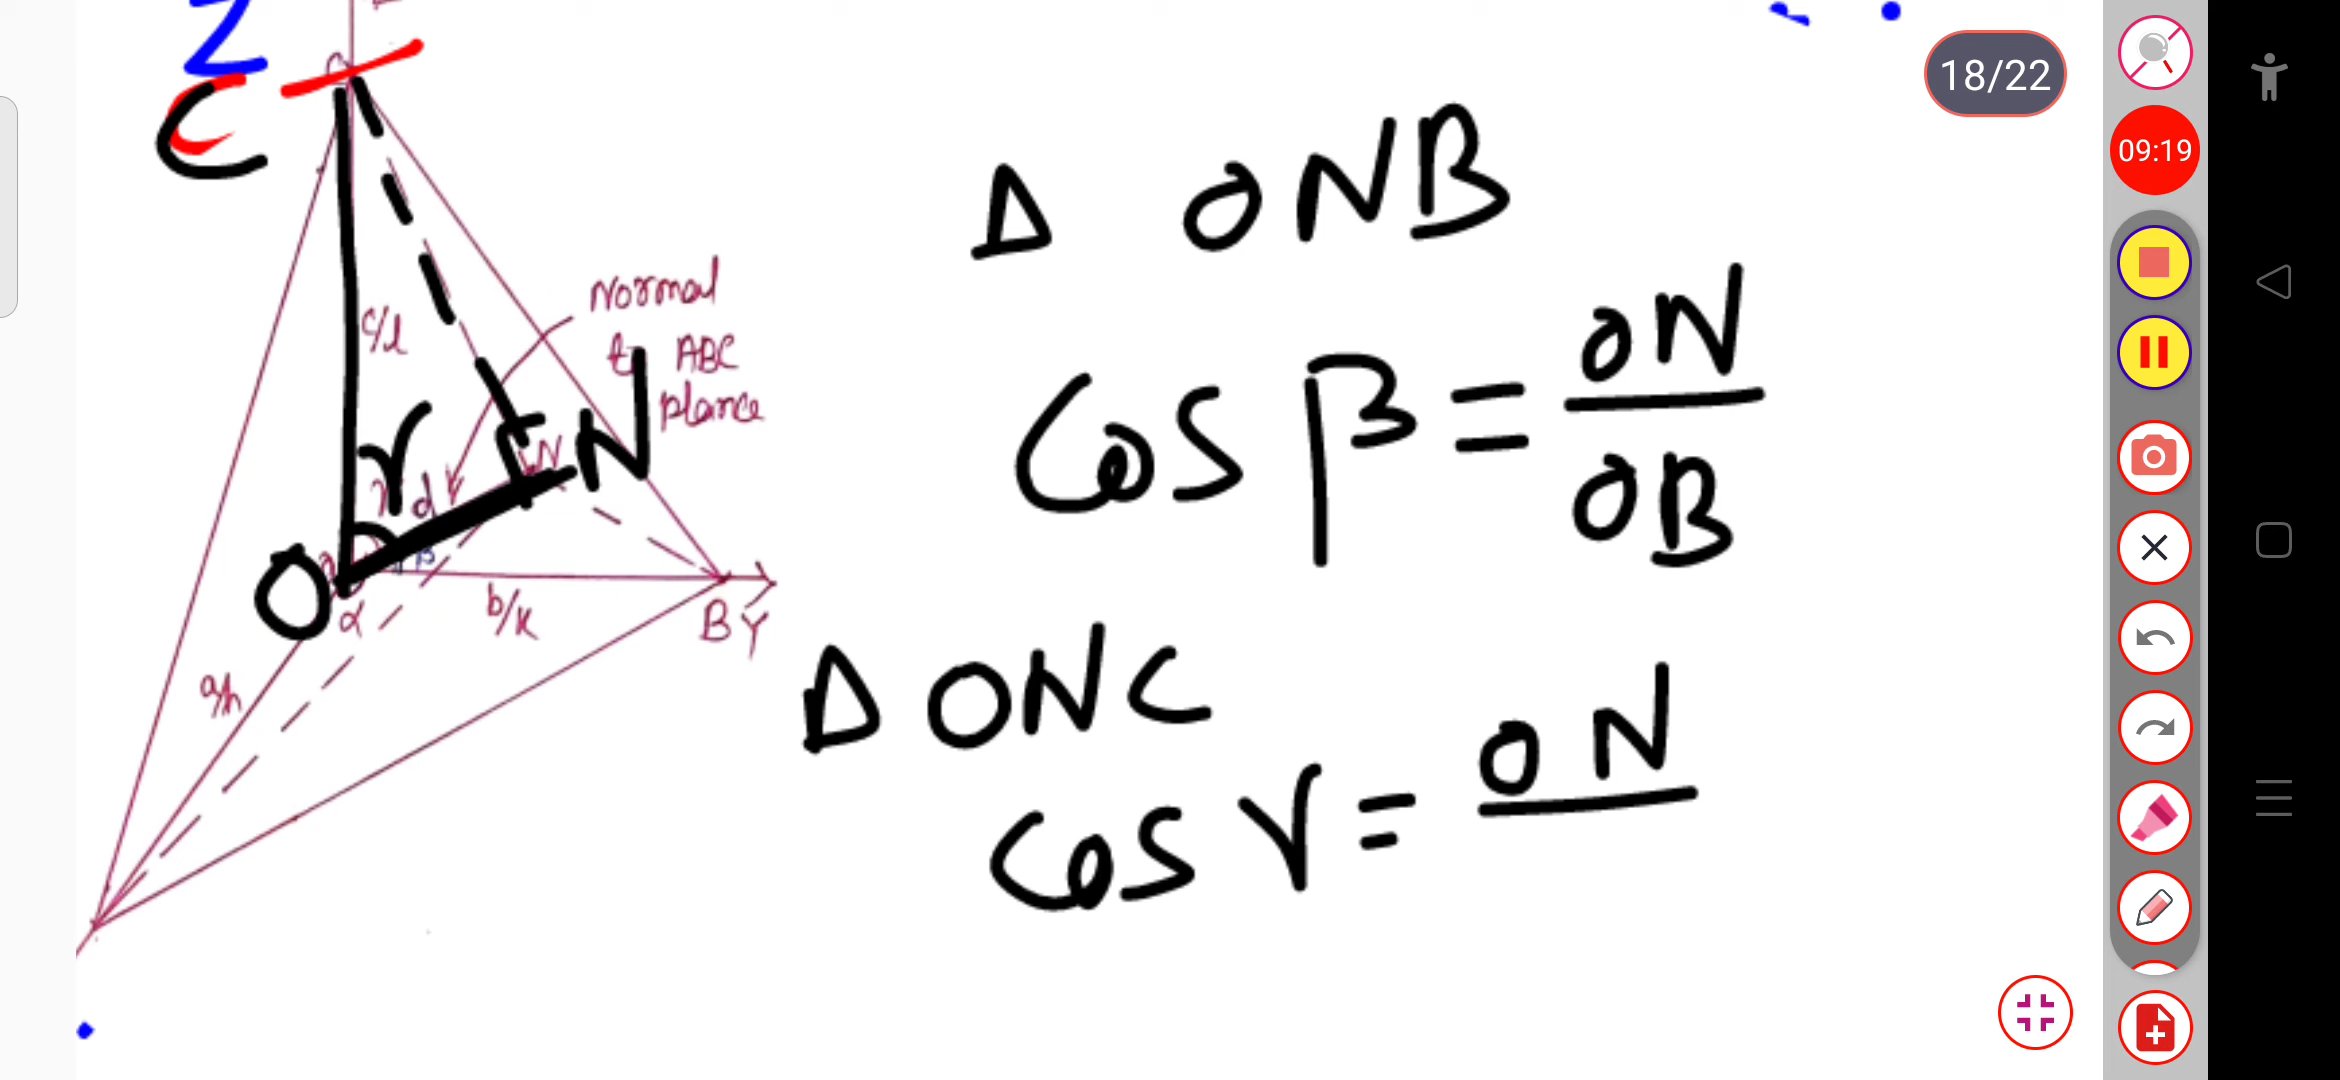 Z
C
18/22
09:19
Δ ONB
Normal
to ABC
plane
c/l
Cos β = ON
OB
γ
N
N
d
O
β
α
b/k
B Y
a/h
Δ ONC
Cos γ = ON